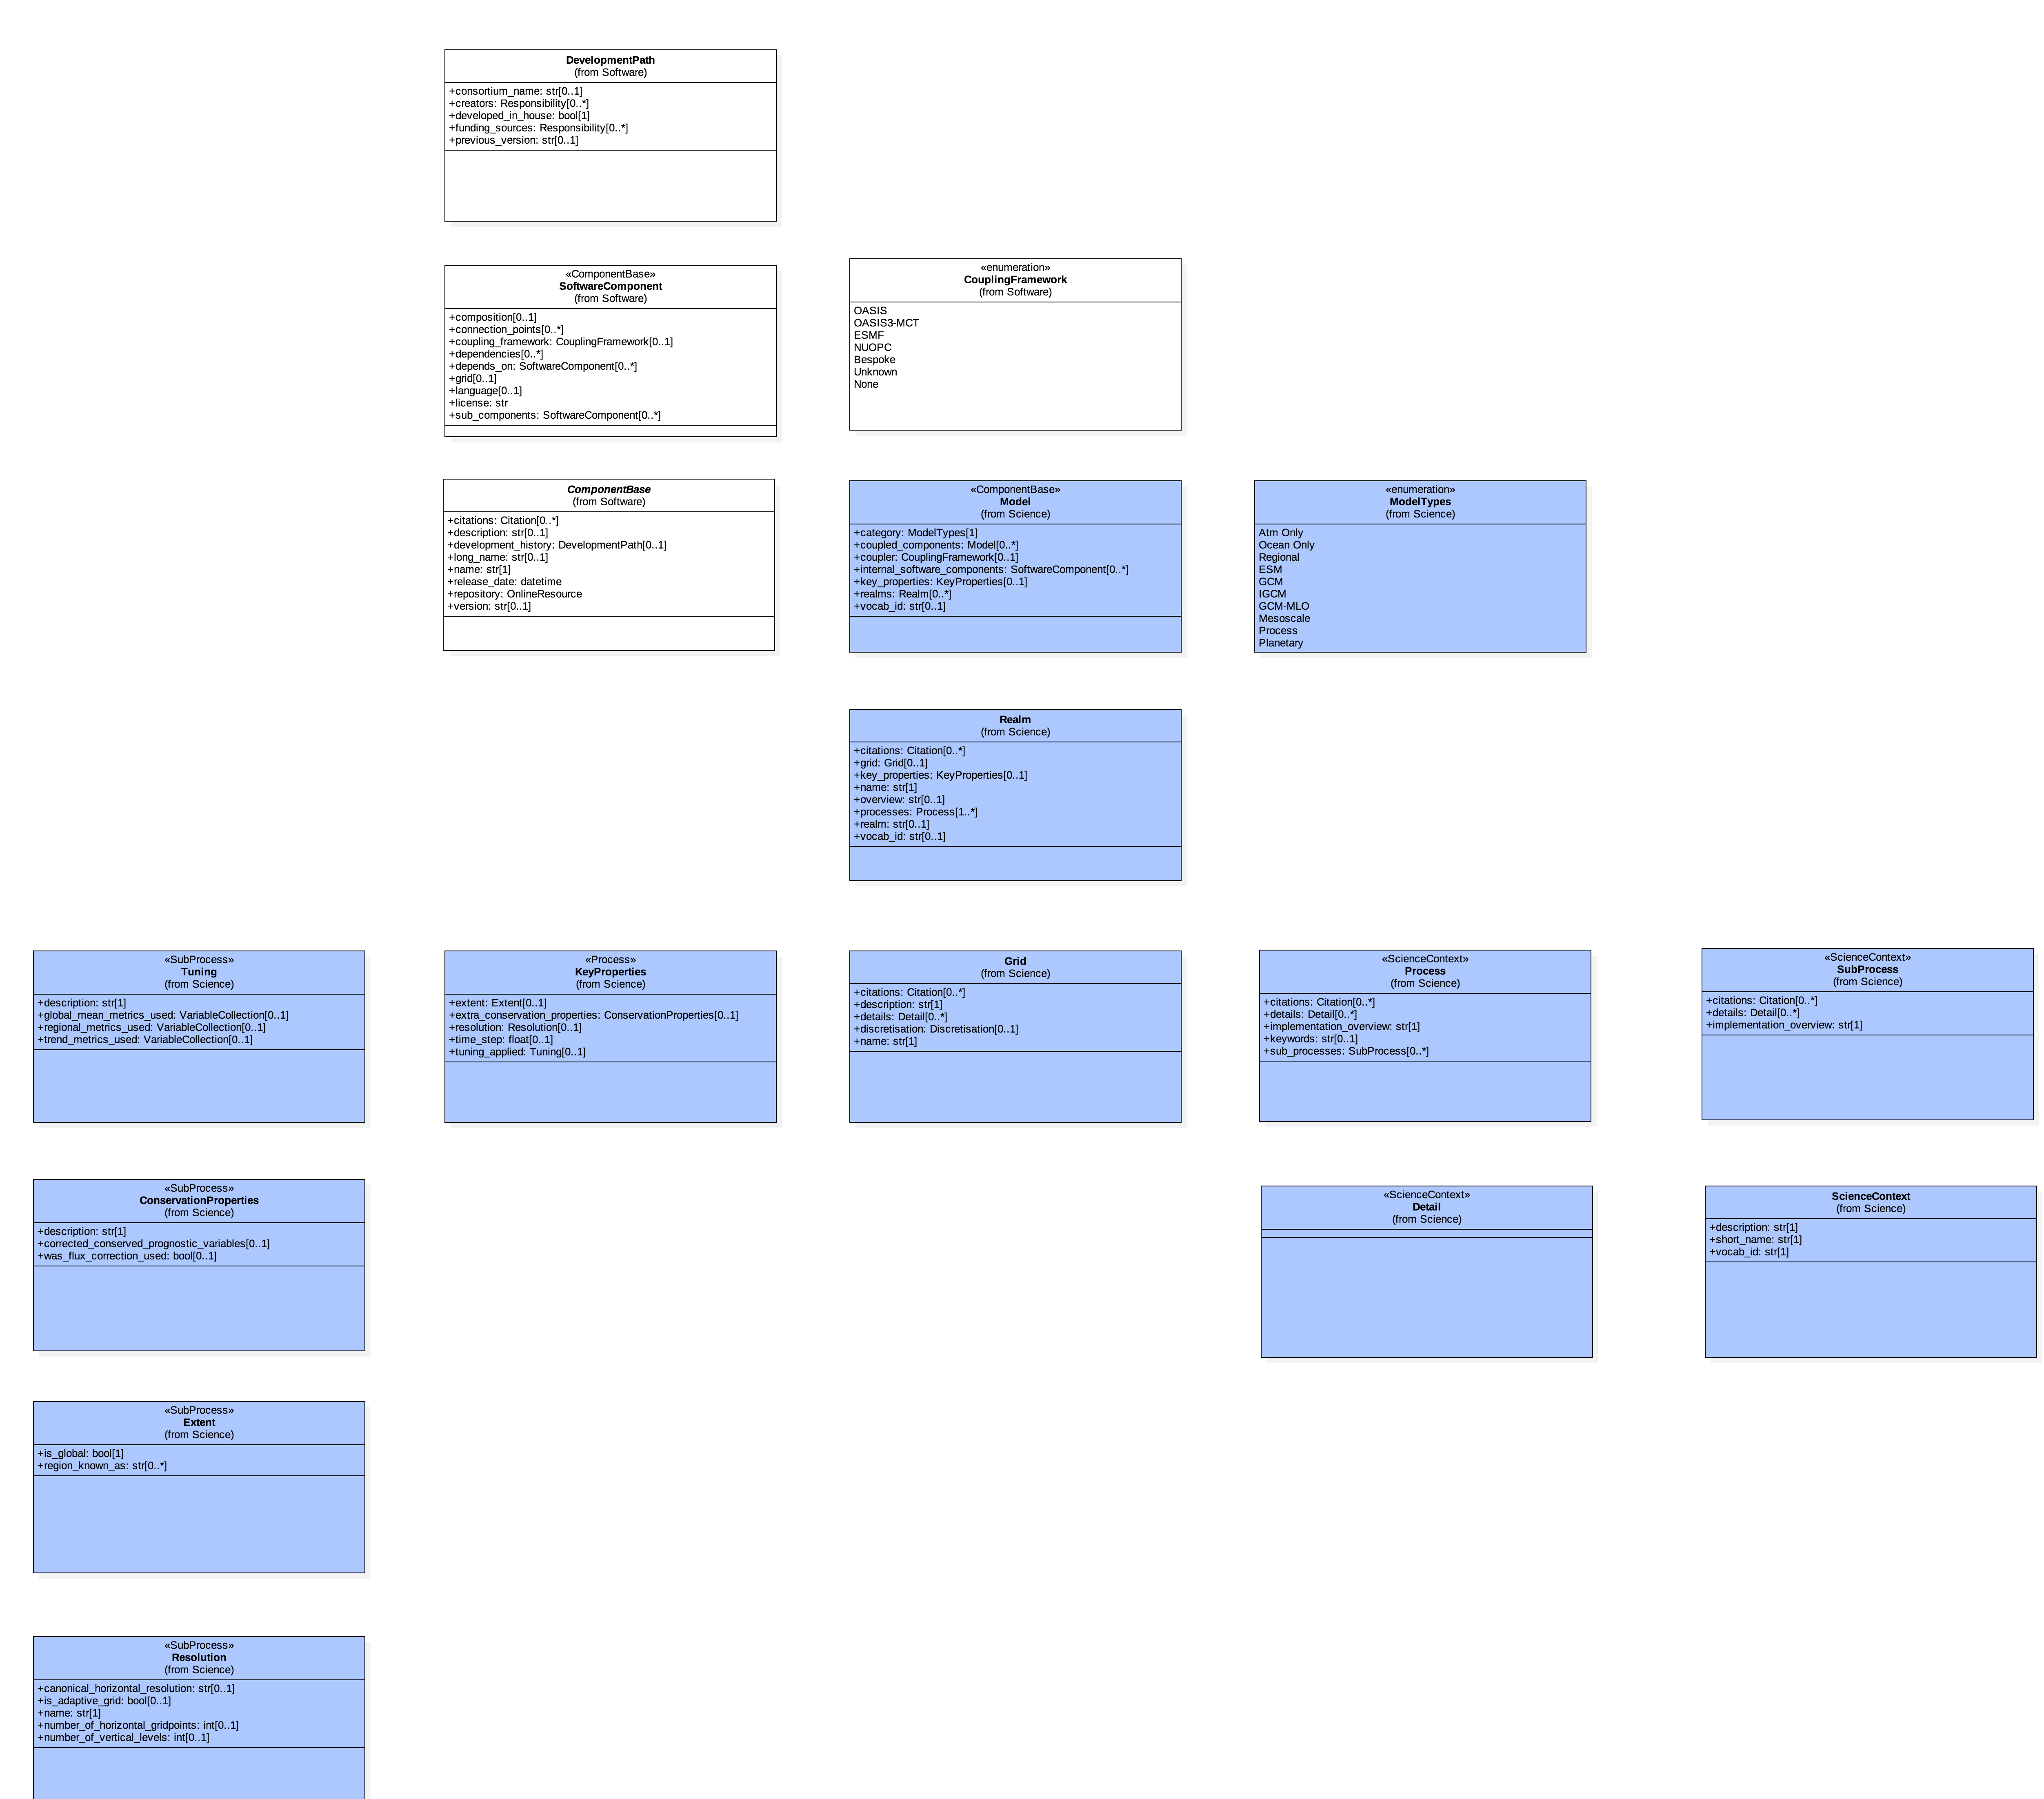 DevelopmentPath
(from Software)
+consortium_name: str[0..1]
+creators: Responsibility[0..*]
+developed_in_house: bool[1]
+funding_sources: Responsibility[0..*]
+previous_version: str[0..1]
«ComponentBase»
SoftwareComponent
(from Software)
+composition[0..1]
+connection_points[0..*]
+coupling_framework: CouplingFramework[0..1]
+dependencies[0..*]
+depends_on: SoftwareComponent[0..*]
+grid[0..1]
+language[0..1]
+license: str
+sub_components: SoftwareComponent[0..*]
«enumeration»
CouplingFramework
(from Software)
OASIS
OASIS3-MCT
ESMF
NUOPC
Bespoke
Unknown
None
ComponentBase
(from Software)
+citations: Citation[0..*]
+description: str[0..1]
+development_history: DevelopmentPath[0..1]
+long_name: str[0..1]
+name: str[1]
+release_date: datetime
+repository: OnlineResource
+version: str[0..1]
«ComponentBase»
Model
(from Science)
+category: ModelTypes[1]
+coupled_components: Model[0..*]
+coupler: CouplingFramework[0..1]
+internal_software_components: SoftwareComponent[0..*]
+key_properties: KeyProperties[0..1]
+realms: Realm[0..*]
+vocab_id: str[0..1]
«enumeration»
ModelTypes
(from Science)
Atm Only
Ocean Only
Regional
ESM
GCM
IGCM
GCM-MLO
Mesoscale
Process
Planetary
Realm
(from Science)
+citations: Citation[0..*]
+grid: Grid[0..1]
+key_properties: KeyProperties[0..1]
+name: str[1]
+overview: str[0..1]
+processes: Process[1..*]
+realm: str[0..1]
+vocab_id: str[0..1]
«SubProcess»
Tuning
(from Science)
+description: str[1]
+global_mean_metrics_used: VariableCollection[0..1]
+regional_metrics_used: VariableCollection[0..1]
+trend_metrics_used: VariableCollection[0..1]
«Process»
KeyProperties
(from Science)
+extent: Extent[0..1]
+extra_conservation_properties: ConservationProperties[0..1]
+resolution: Resolution[0..1]
+time_step: float[0..1]
+tuning_applied: Tuning[0..1]
Grid
(from Science)
+citations: Citation[0..*]
+description: str[1]
+details: Detail[0..*]
+discretisation: Discretisation[0..1]
+name: str[1]
«ScienceContext»
Process
(from Science)
+citations: Citation[0..*]
+details: Detail[0..*]
+implementation_overview: str[1]
+keywords: str[0..1]
+sub_processes: SubProcess[0..*]
«ScienceContext»
SubProcess
(from Science)
+citations: Citation[0..*]
+details: Detail[0..*]
+implementation_overview: str[1]
«SubProcess»
ConservationProperties
(from Science)
+description: str[1]
+corrected_conserved_prognostic_variables[0..1]
+was_flux_correction_used: bool[0..1]
«ScienceContext»
Detail
(from Science)
ScienceContext
(from Science)
+description: str[1]
+short_name: str[1]
+vocab_id: str[1]
«SubProcess»
Extent
(from Science)
+is_global: bool[1]
+region_known_as: str[0..*]
«SubProcess»
Resolution
(from Science)
+canonical_horizontal_resolution: str[0..1]
+is_adaptive_grid: bool[0..1]
+name: str[1]
+number_of_horizontal_gridpoints: int[0..1]
+number_of_vertical_levels: int[0..1]